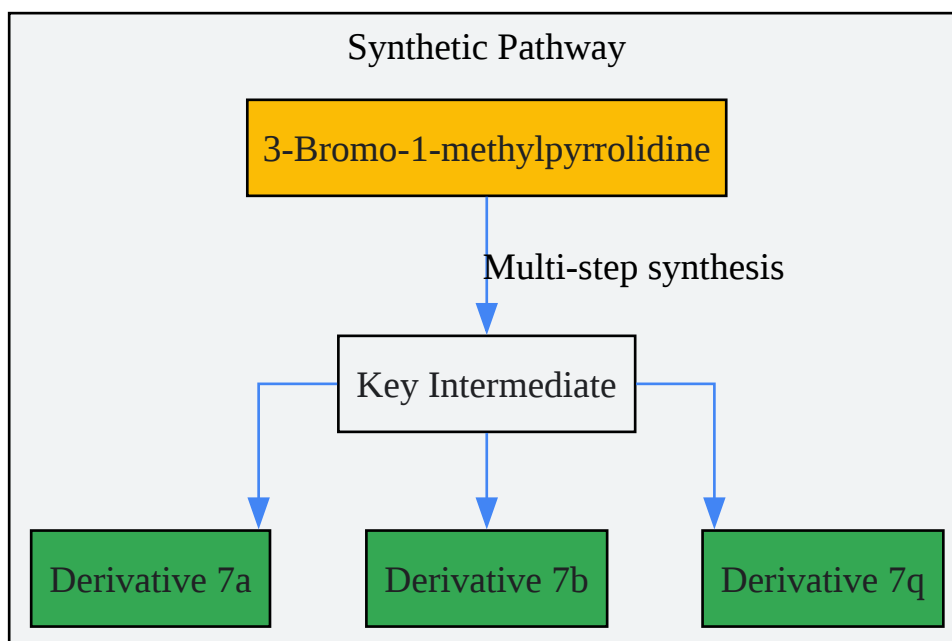 Synthetic Pathway
3-Bromo-1-methylpyrrolidine
Multi-step synthesis
Key Intermediate
Derivative 7a
Derivative 7b
Derivative 7q